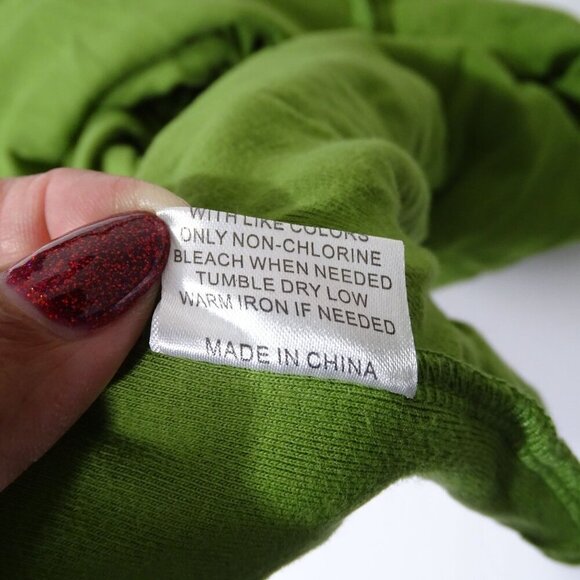 WITH LIKE COLORS
ONLY NON-CHLORINE
BLEACH WHEN NEEDED
TUMBLE DRY LOW
WARM IRON IF NEEDED
MADE IN CHINA